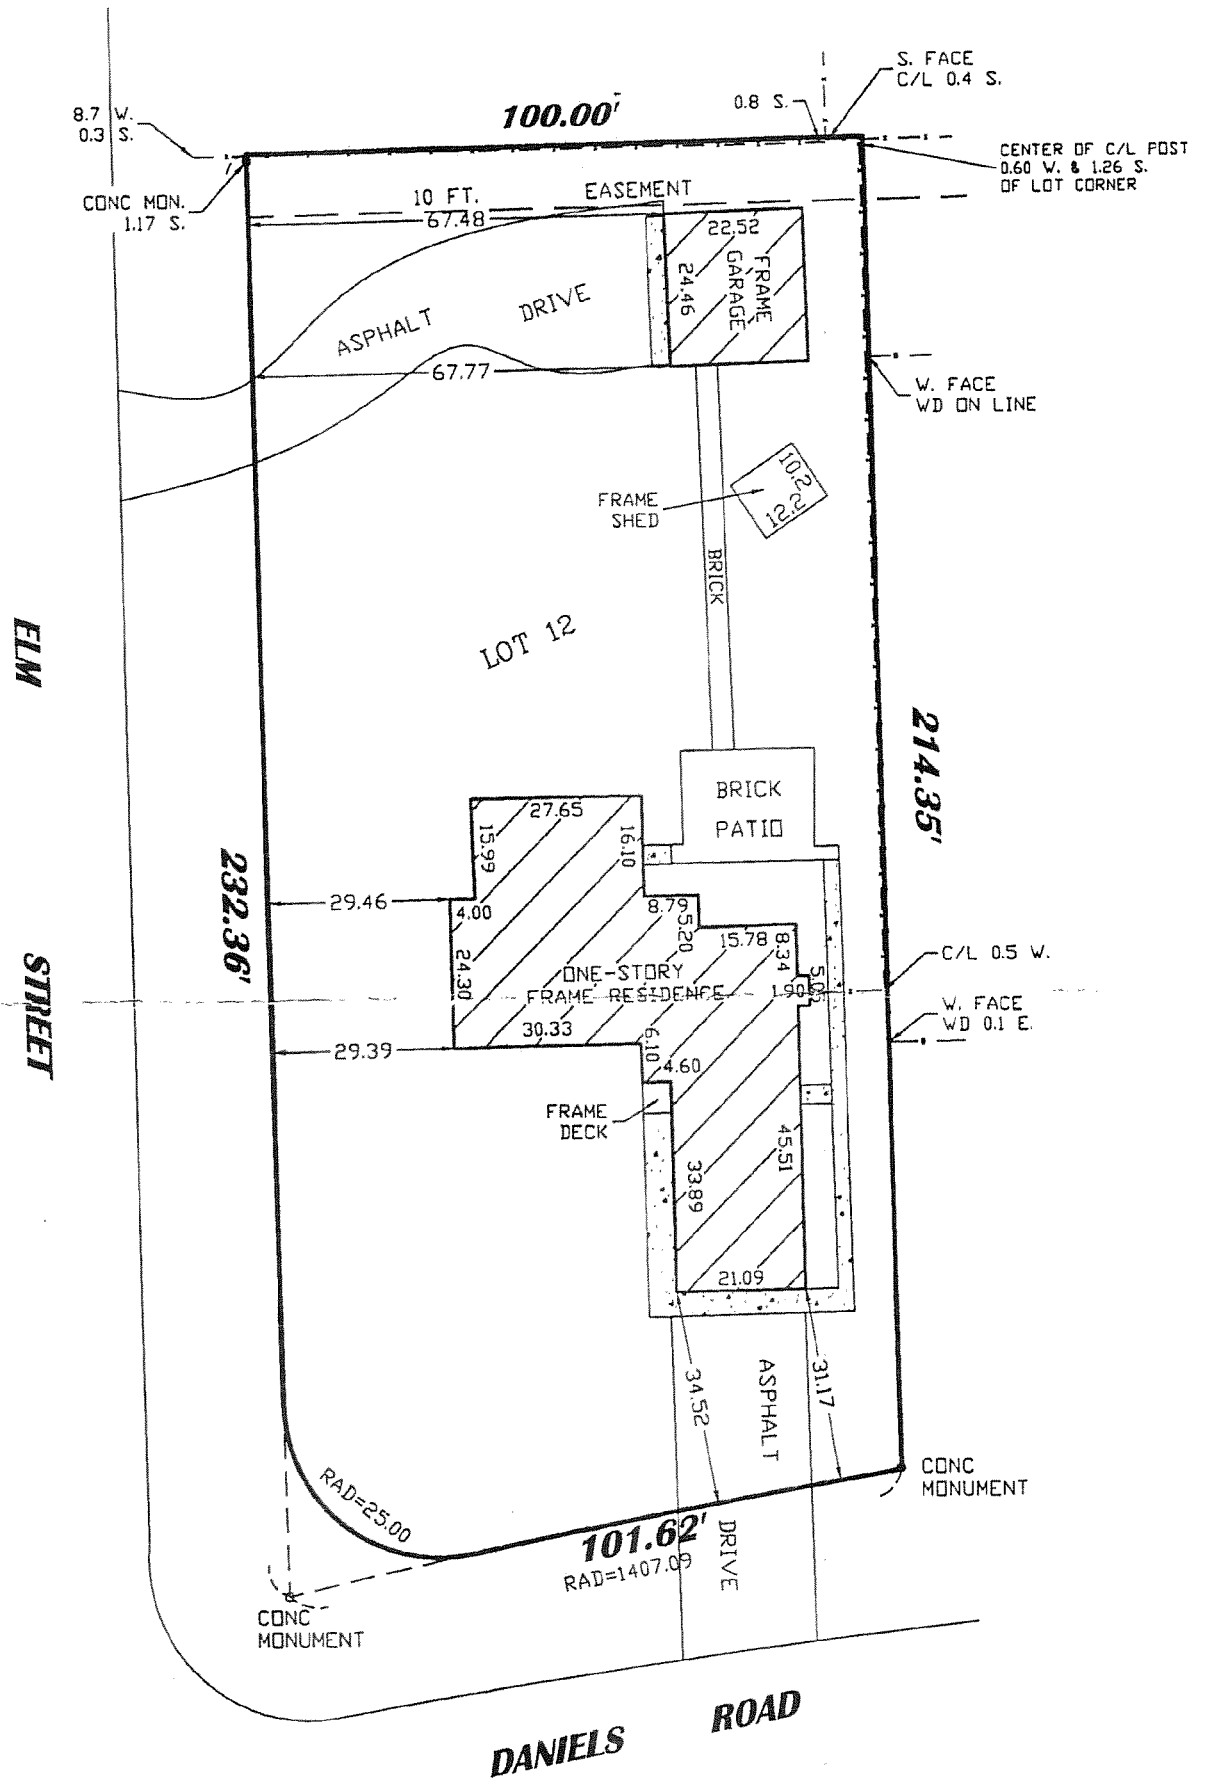 S. FACE
C/L 0.4 S.
0.8 S.
100.00'
8.7 W.
0.3 S.
CENTER OF C/L POST
0.60 W. & 1.26 S.
OF LOT CORNER
CONC MON.
1.17 S.
10 FT. EASEMENT
67.48
22.52
24.46
FRAME
GARAGE
ASPHALT DRIVE
67.77
W. FACE
WD ON LINE
FRAME
SHED
10.2
12.2
BRICK
LOT 12
ELM
STREET
214.35'
BRICK
PATIO
27.65
15.99
16.10
232.36'
29.46
4.00
8.79
5.20
15.78
8.34
24.30
ONE-STORY
FRAME RESIDENCE
1.90
5.05
C/L 0.5 W.
W. FACE
WD 0.1 E.
30.33
29.39
6.10
4.60
FRAME
DECK
45.51
33.89
21.09
34.52
31.17
ASPHALT
DRIVE
CONC
MONUMENT
RAD=25.00
101.62'
RAD=1407.09
CONC
MONUMENT
DANIELS ROAD